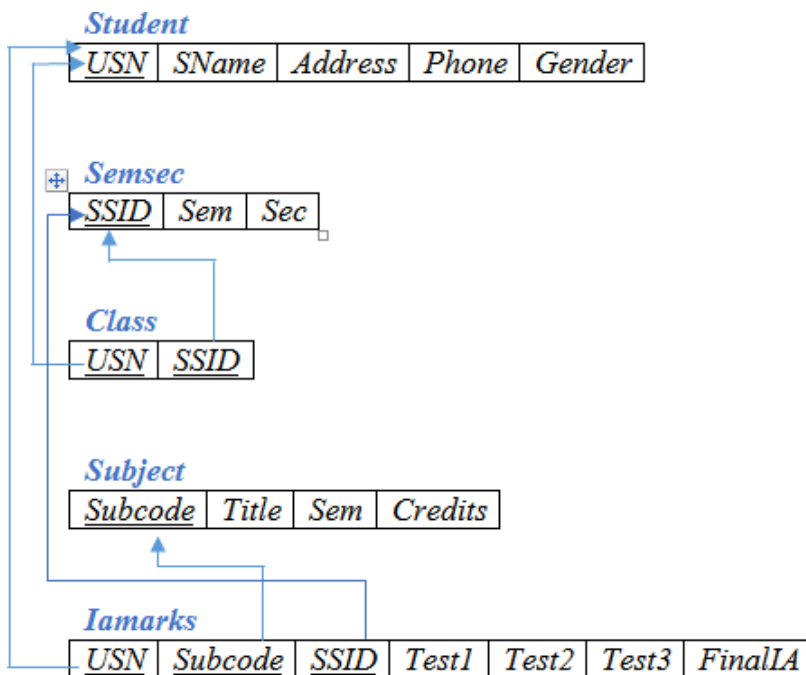 Student
USN SName Address Phone Gender
Semsec
SSID Sem Sec
Class
USN SSID
Subject
Subcode Title Sem Credits
Iamarks
USN Subcode SSID Test1 Test2 Test3 FinalIA